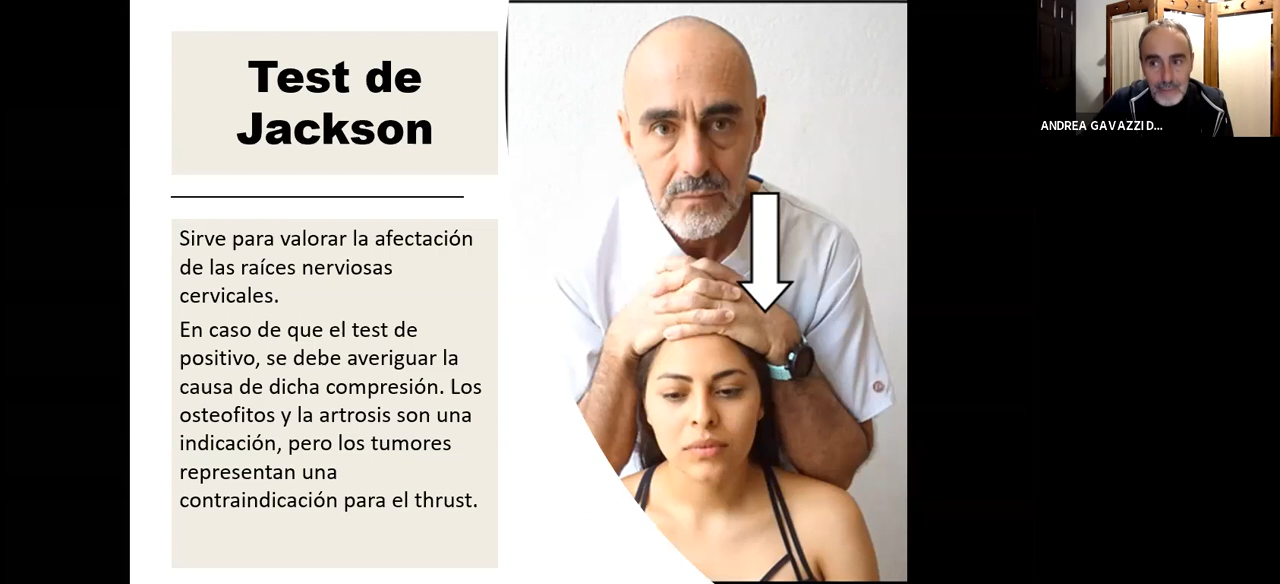 Test de
Jackson
Sirve para valorar la afectación
de las raíces nerviosas
cervicales.
En caso de que el test de
positivo, se debe averiguar la
causa de dicha compresión. Los
osteofitos y la artrosis son una
indicación, pero los tumores
representan una
contraindicación para el thrust.
ANDREA GAVAZZI D...